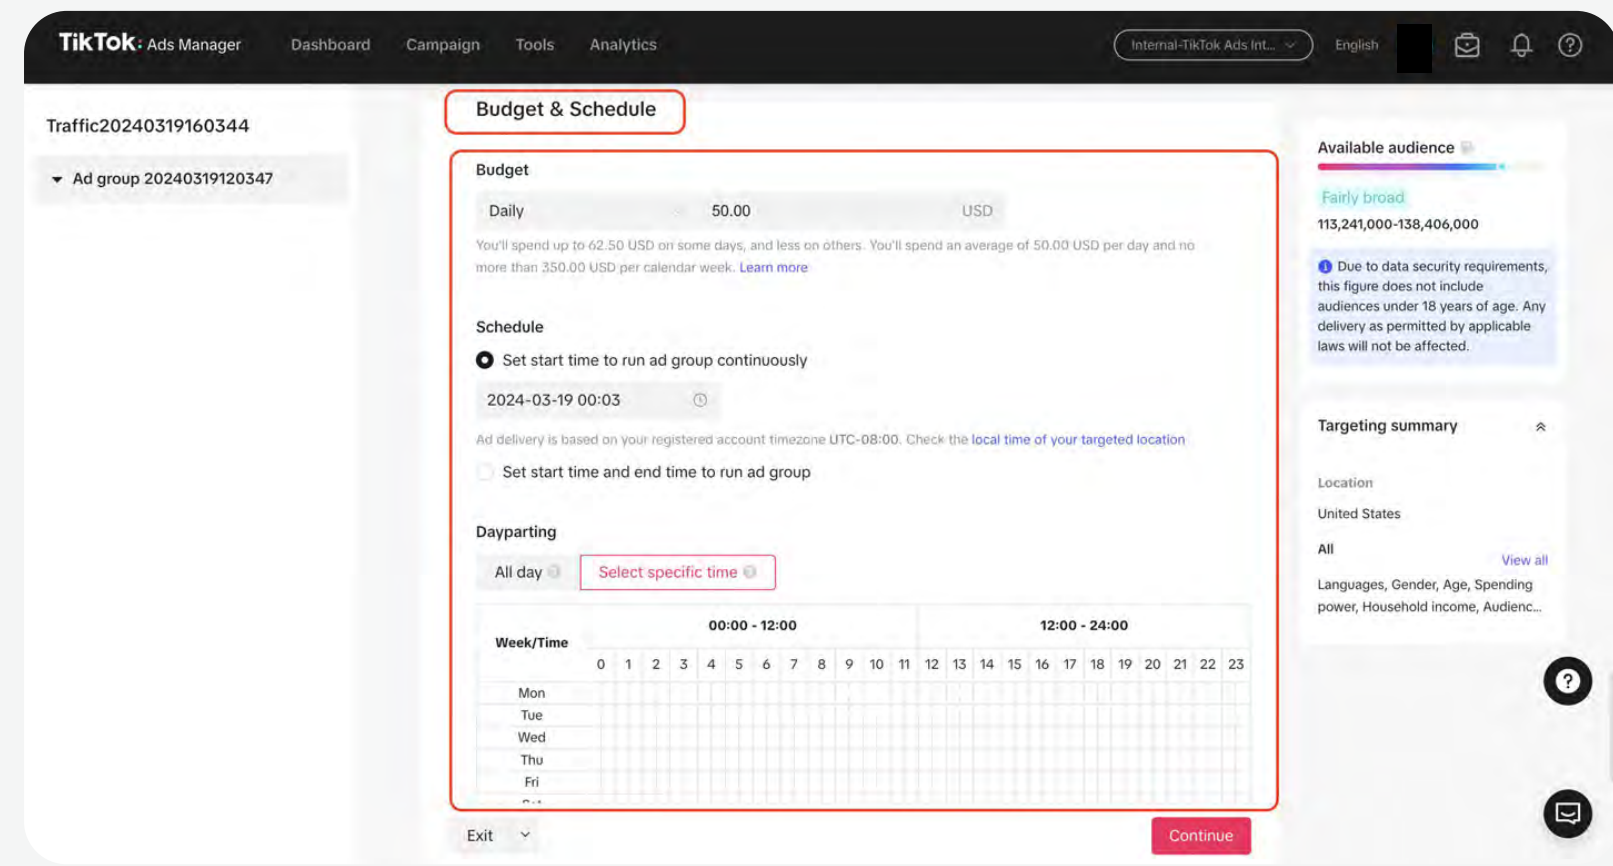 TikTok: Ads Manager
Dashboard
Campaign
Tools
Analytics
Internal-TikTok Ads Int...
English
Traffic20240319160344
Ad group 20240319120347
Budget & Schedule
Budget
Daily
50.00
USD
You'll spend up to 62.50 USD on some days, and less on others. You'll spend an average of 50.00 USD per day and no
more than 350.00 USD per calendar week. Learn more
Schedule
Set start time to run ad group continuously
2024-03-19 00:03
Ad delivery is based on your registered account timezone UTC-08:00. Check the local time of your targeted location
Set start time and end time to run ad group
Dayparting
All day
Select specific time
Week/Time
00:00 - 12:00
12:00 - 24:00
0 1 2 3 4 5 6 7 8 9 10 11 12 13 14 15 16 17 18 19 20 21 22 23
Mon
Tue
Wed
Thu
Fri
Exit
Continue
Available audience
Fairly broad
113,241,000-138,406,000
Due to data security requirements,
this figure does not include
audiences under 18 years of age. Any
delivery as permitted by applicable
laws will not be affected.
Targeting summary
Location
United States
All
View all
Languages, Gender, Age, Spending
power, Household income, Audienc...